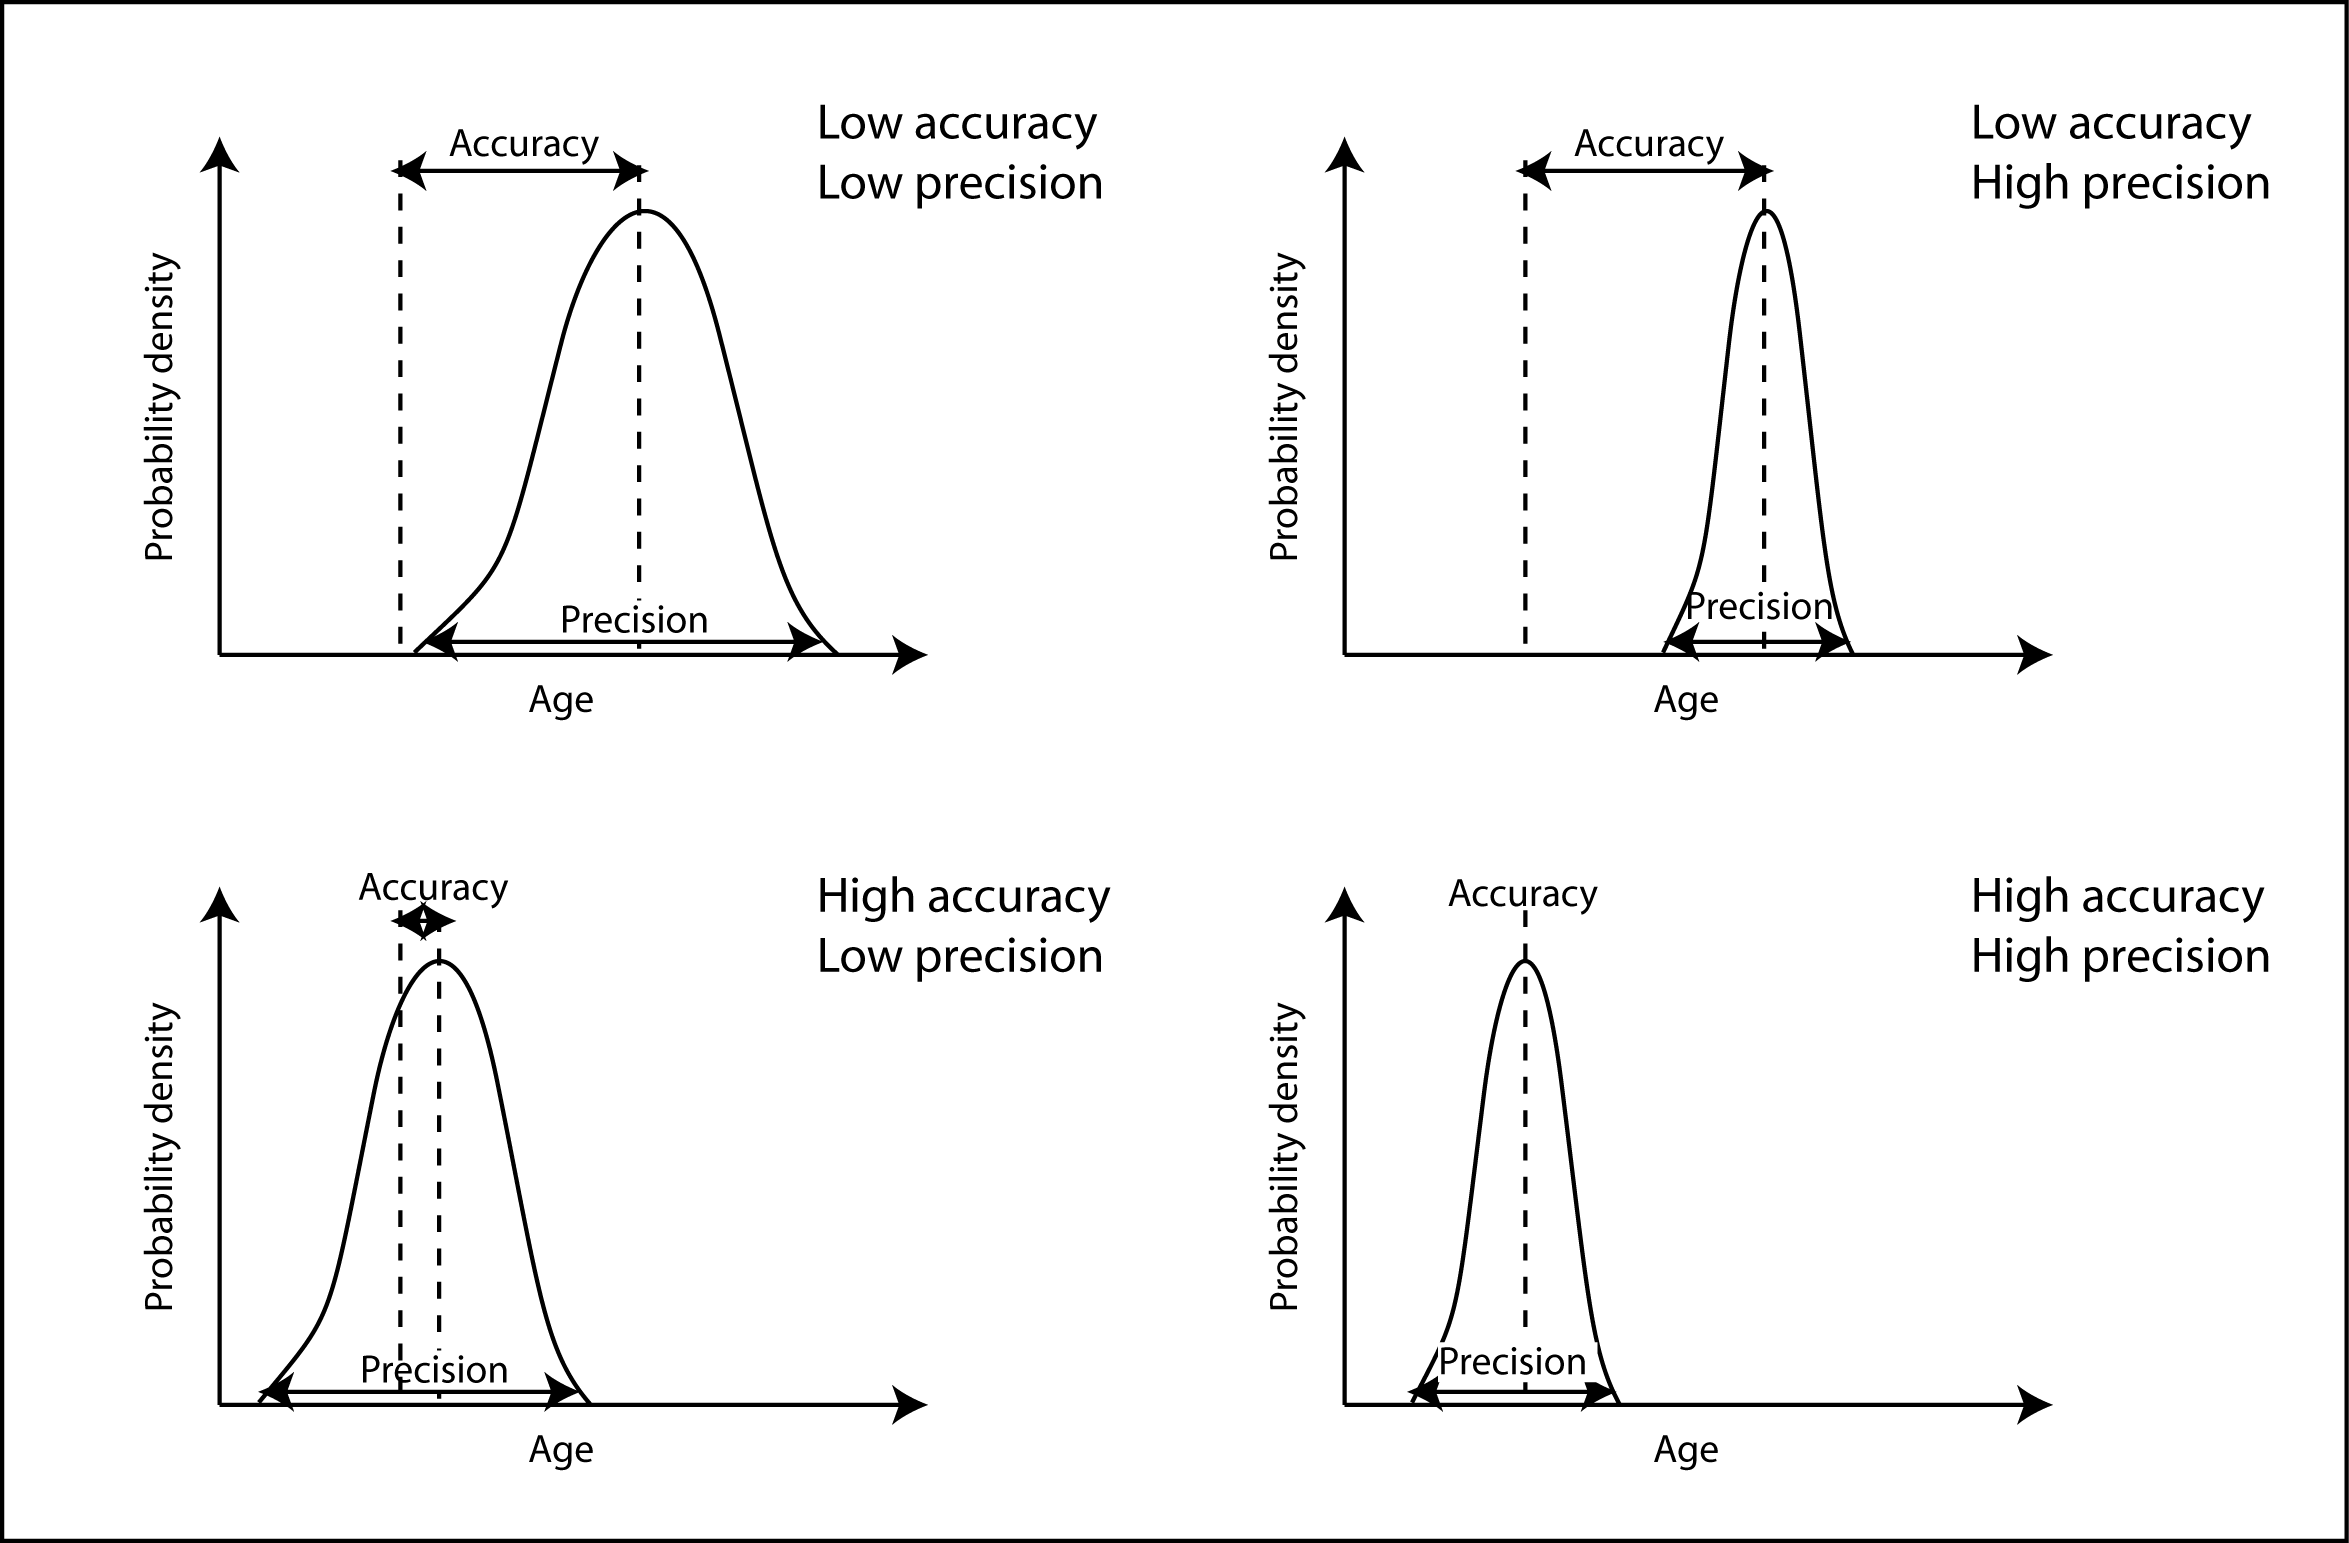 Accuracy
Low accuracy
Low precision
Probability density
Precision
Age
Accuracy
Low accuracy
High precision
Probability density
Precision
Age
Accuracy
High accuracy
Low precision
Probability density
Precision
Age
Accuracy
High accuracy
High precision
Probability density
Precision
Age